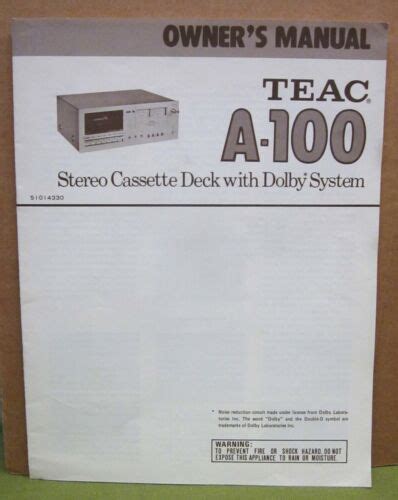 OWNER'S MANUAL
TEAC®
A-100
Stereo Cassette Deck with Dolby* System
51014330
* Noise reduction circuit made under license from Dolby Labora-
tories Inc. The word "Dolby" and the Double-D symbol are
trademarks of Dolby Laboratories Inc.
WARNING:
TO PREVENT FIRE OR SHOCK HAZARD, DO NOT
EXPOSE THIS APPLIANCE TO RAIN OR MOISTURE.